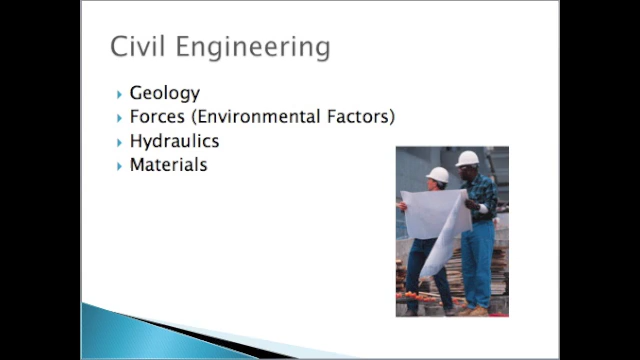 Civil Engineering
Geology
Forces (Environmental Factors)
Hydraulics
Materials